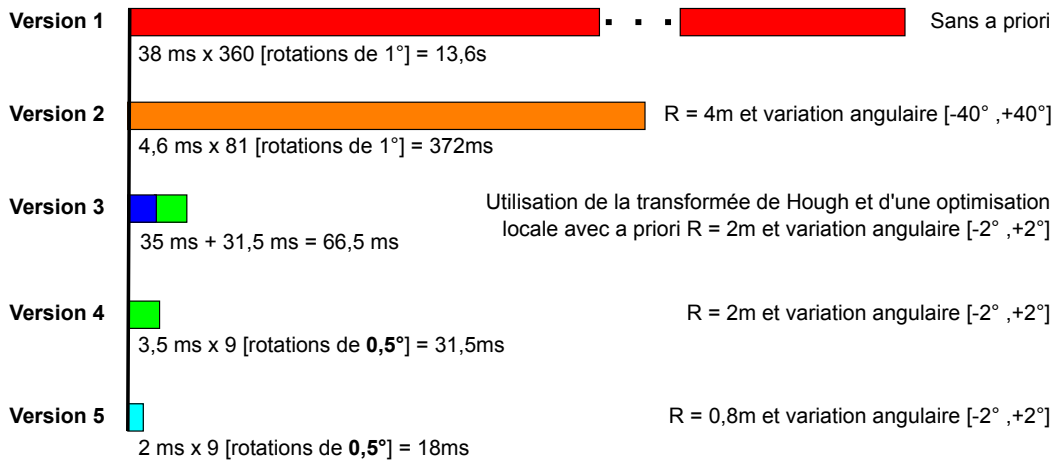 Version 1
Sans a priori
38 ms x 360 [rotations de 1°] = 13,6s
Version 2
R = 4m et variation angulaire [-40° ,+40°]
4,6 ms x 81 [rotations de 1°] = 372ms
Version 3
Utilisation de la transformée de Hough et d'une optimisation
locale avec a priori R = 2m et variation angulaire [-2° ,+2°]
35 ms + 31,5 ms = 66,5 ms
Version 4
R = 2m et variation angulaire [-2° ,+2°]
3,5 ms x 9 [rotations de 0,5°] = 31,5ms
Version 5
R = 0,8m et variation angulaire [-2° ,+2°]
2 ms x 9 [rotations de 0,5°] = 18ms